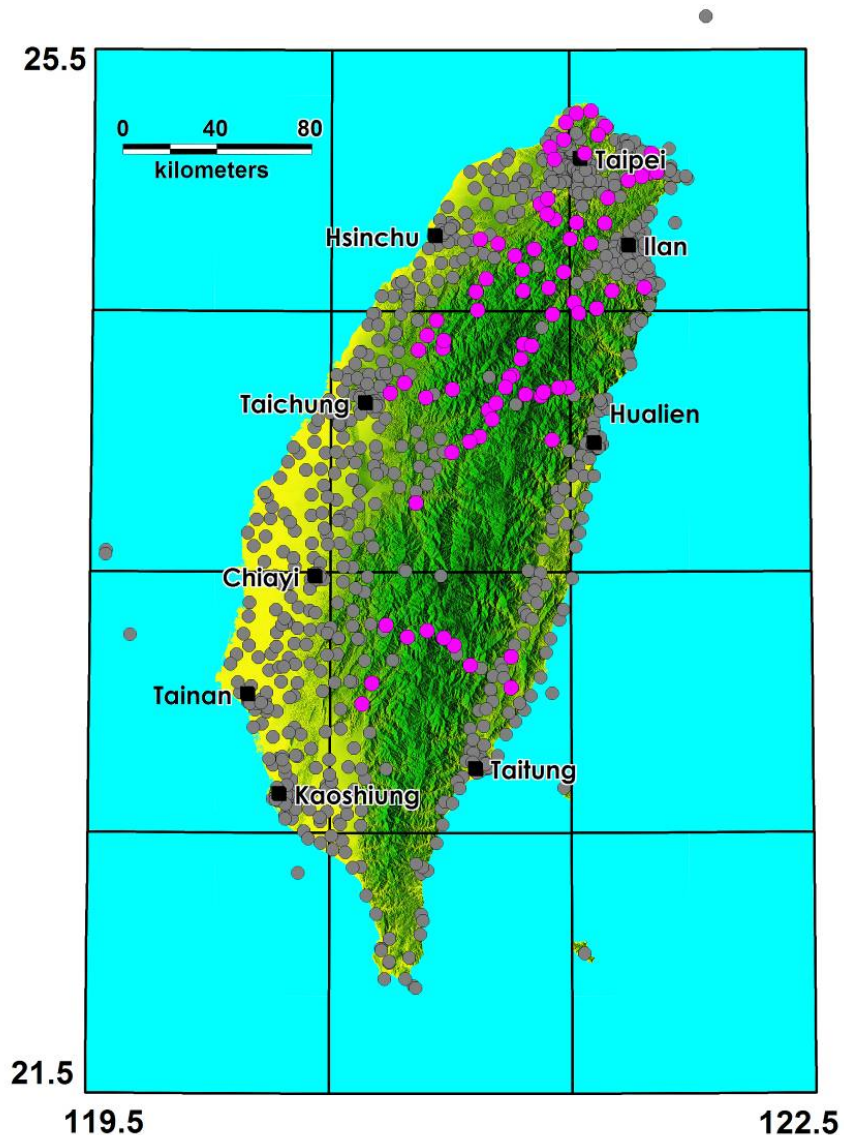 25.5
0 40 80
kilometers
Taipei
Hsinchu
Ilan
Taichung
Hualien
Chiayi
Tainan
Taitung
Kaoshiung
21.5
119.5 122.5